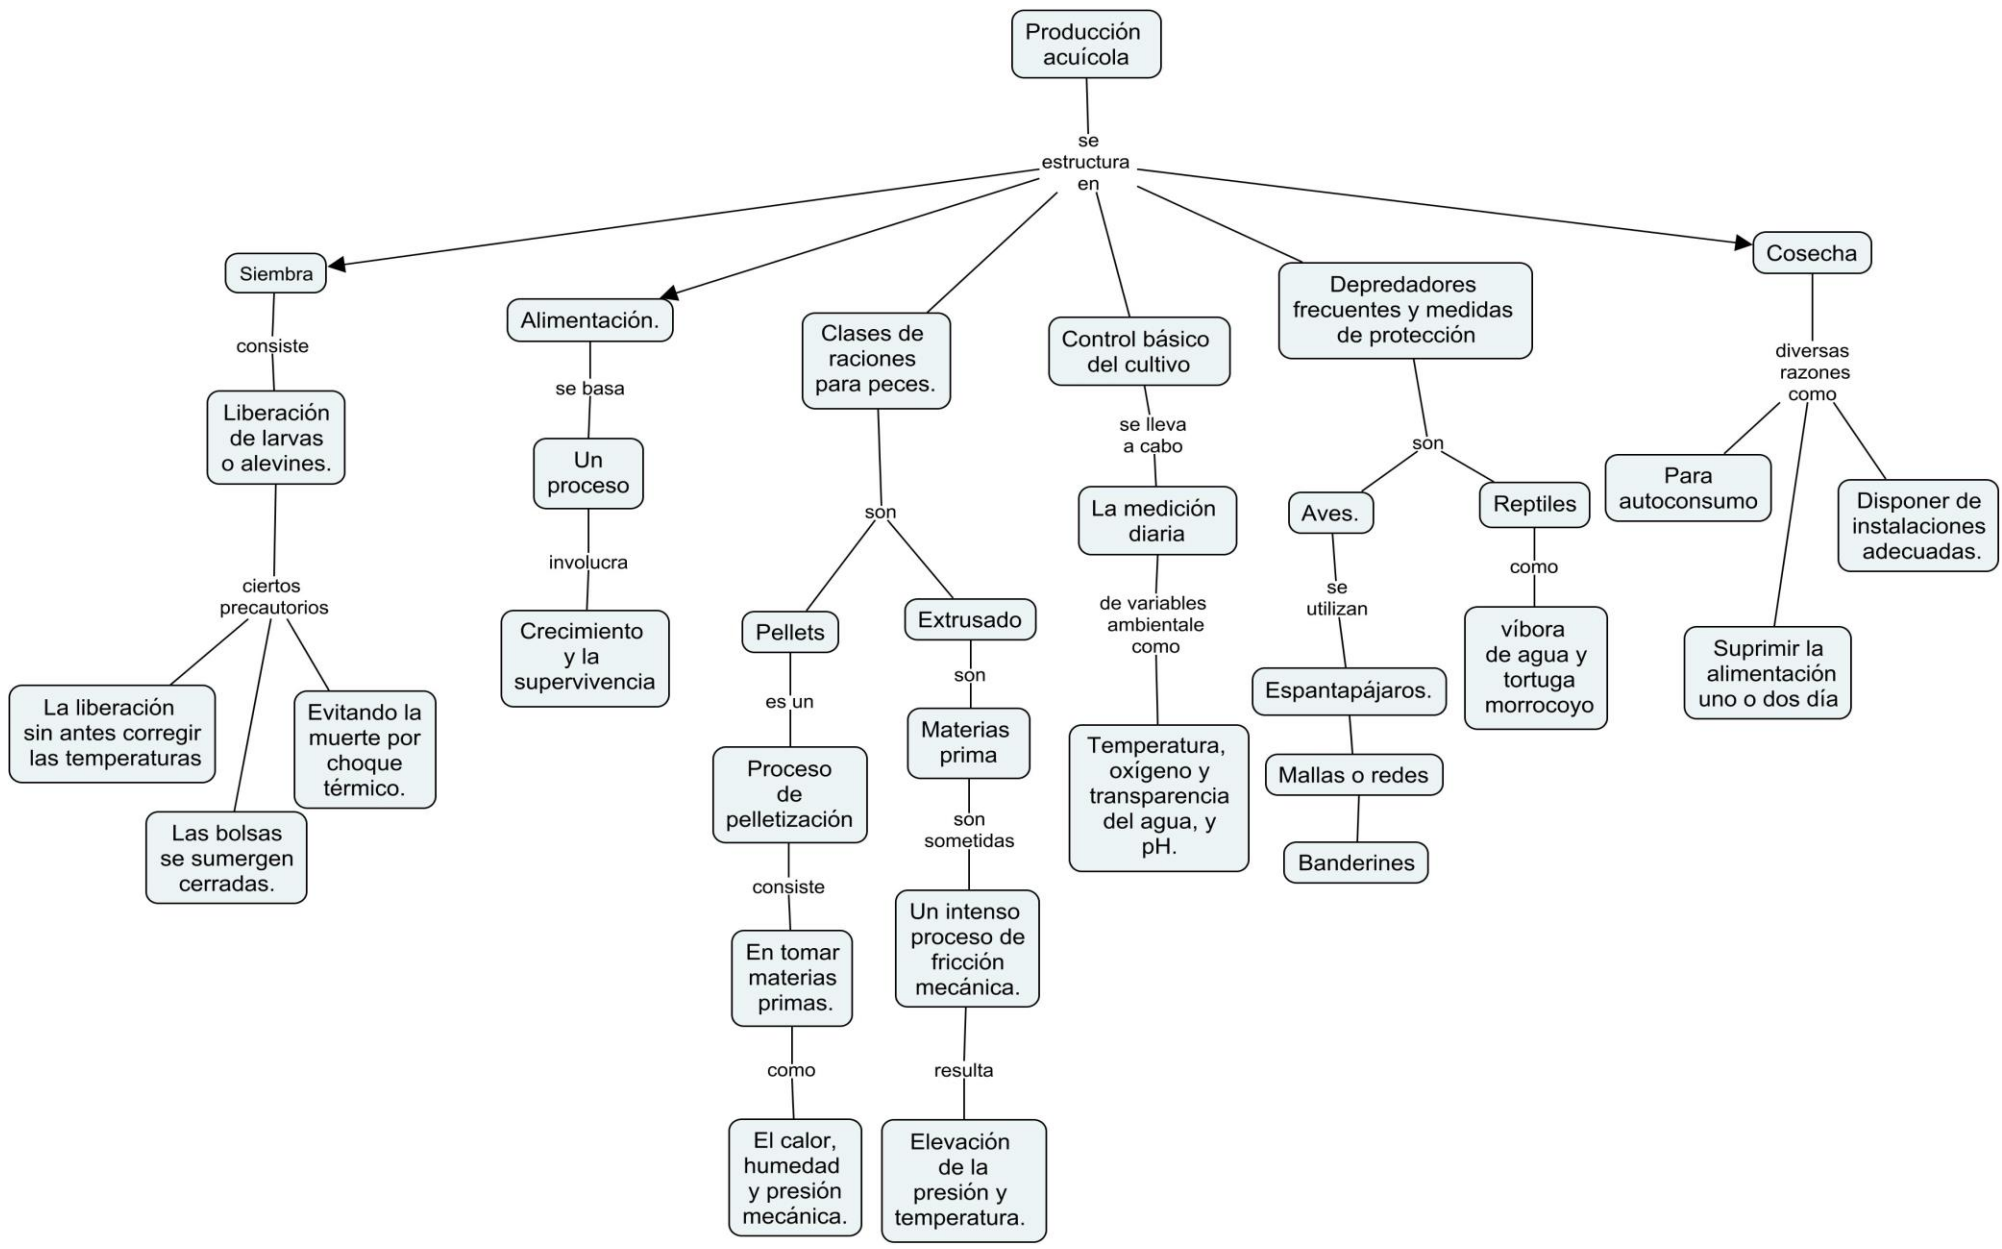 Producción
acuícola
se
estructura
en
Siembra
consiste
Liberación
de larvas
o alevines.
ciertos
precautorios
La liberación
sin antes corregir
las temperaturas
Las bolsas
se sumergen
cerradas.
Evitando la
muerte por
choque
térmico.
Alimentación.
se basa
Un
proceso
involucra
Crecimiento
y la
supervivencia
Clases de
raciones
para peces.
son
Pellets
es un
Proceso
de
pelletización
consiste
En tomar
materias
primas.
como
El calor,
humedad
y presión
mecánica.
Extrusado
son
Materias
prima
son
sometidas
Un intenso
proceso de
fricción
mecánica.
resulta
Elevación
de la
presión y
temperatura.
Control básico
del cultivo
se lleva
a cabo
La medición
diaria
de variables
ambientale
como
Temperatura,
oxígeno y
transparencia
del agua, y
pH.
Depredadores
frecuentes y medidas
de protección
son
Aves.
se
utilizan
Espantapájaros.
Mallas o redes
Banderines
Reptiles
como
víbora
de agua y
tortuga
morrocoyo
Cosecha
diversas
razones
como
Para
autoconsumo
Suprimir la
alimentación
uno o dos día
Disponer de
instalaciones
adecuadas.